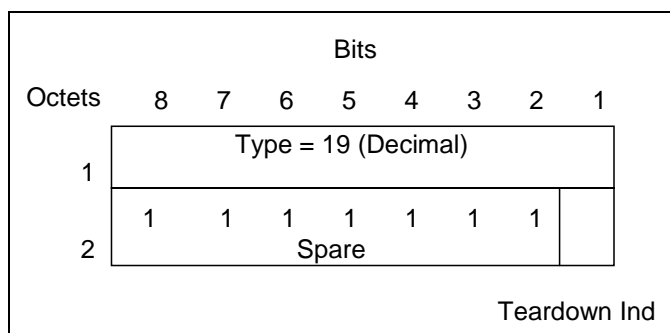 Bits
Octets 8 7 6 5 4 3 2 1
Type = 19 (Decimal)
1
1 1 1 1 1 1 1
2 Spare
Teardown Ind